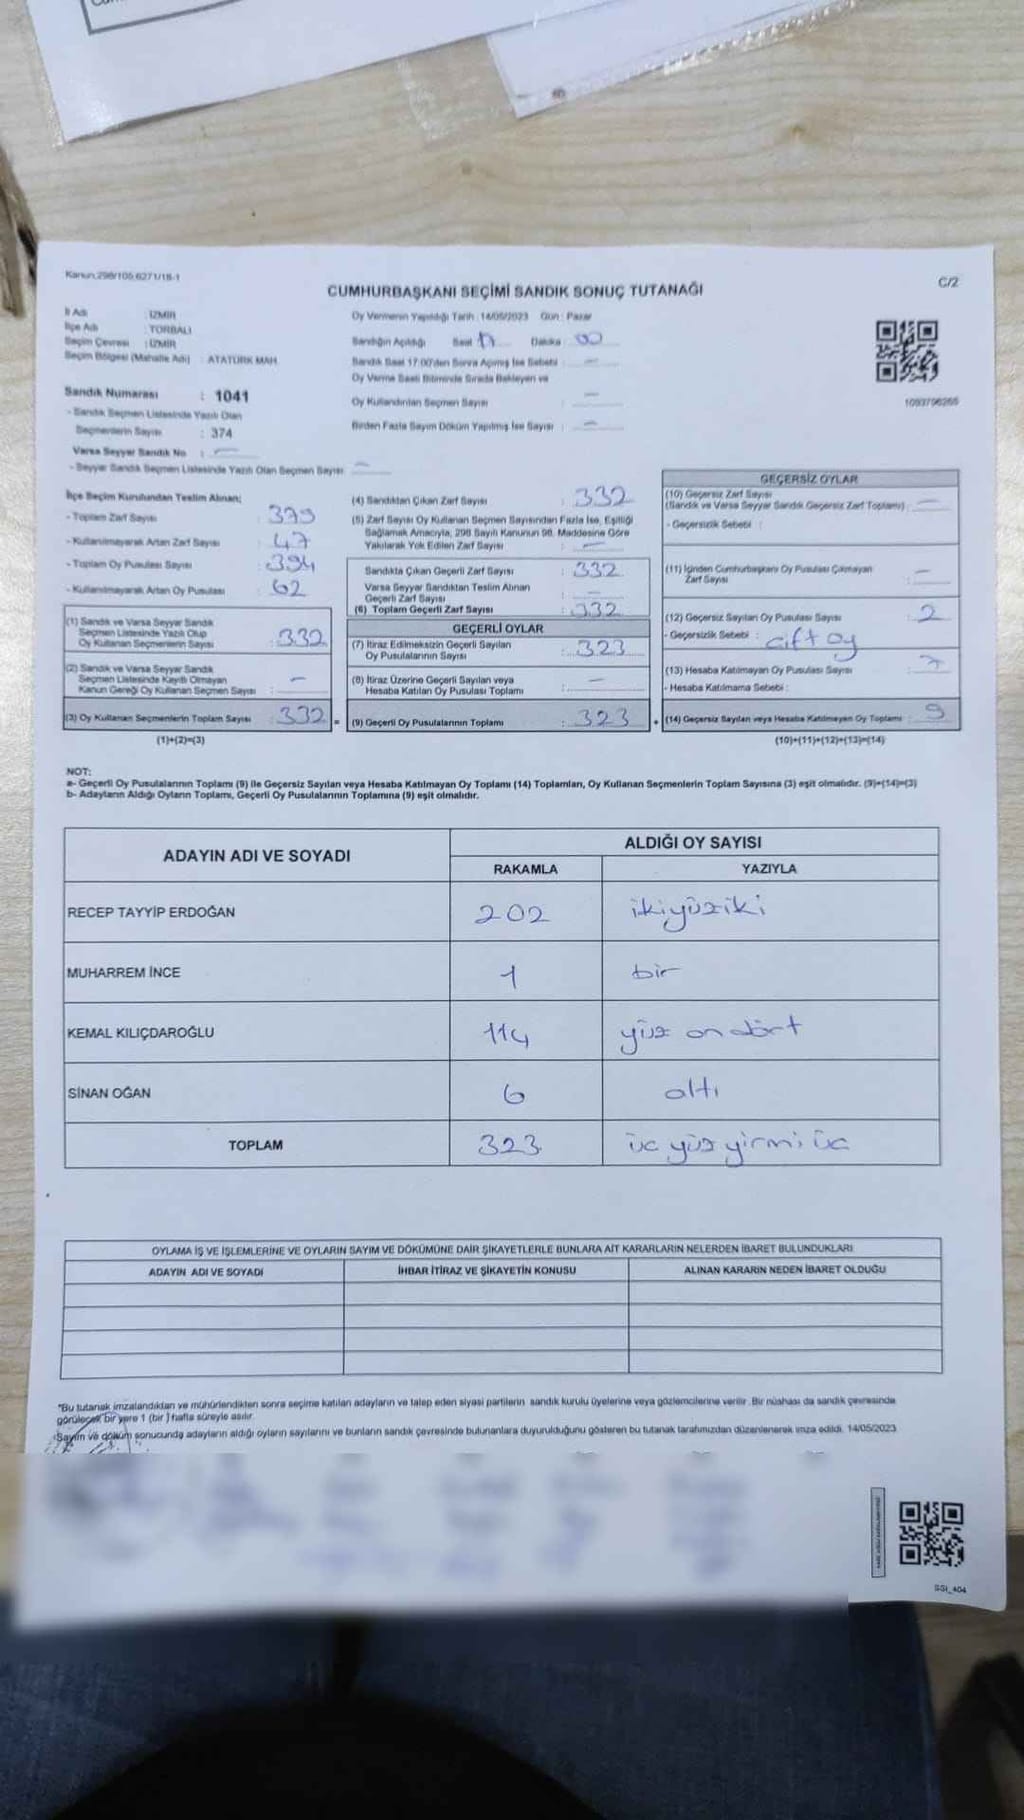 Kanun:298/105,6271/18-1
C/2
CUMHURBAŞKANI SEÇİMİ SANDIK SONUÇ TUTANAĞI
İl Adı : İZMİR
İlçe Adı : TORBALI
Seçim Çevresi : İZMİR
Seçim Bölgesi (Mahalle Adı) : ATATÜRK MAH.
Oy Vermenin Yapıldığı Tarih : 14/05/2023 Gün : Pazar
Sandığın Açıldığı Saat Dakika 00
Sandık Saat 17:00'den Sonra Açımış İse Sebebi : —
Oy Verme Saati Bitiminde Sırada Bekleyen ve
Oy Kullandırılan Seçmen Sayısı : —
Birden Fazla Sayım Döküm Yapılmış İse Sayısı : —
1093796266
Sandık Numarası : 1041
- Sandık Seçmen Listesinde Yazılı Olan
Seçmenlerin Sayısı : 374
Varsa Seyyar Sandık No : —
- Seyyar Sandık Seçmen Listesinde Yazılı Olan Seçmen Sayısı : —
İlçe Seçim Kurulundan Teslim Alınan;
- Toplam Zarf Sayısı : 379
- Kullanılmayarak Artan Zarf Sayısı : 47
- Toplam Oy Pusulası Sayısı : 394
- Kullanılmayarak Artan Oy Pusulası : 62
(1) Sandık ve Varsa Seyyar Sandık
Seçmen Listesinde Yazılı Olup
Oy Kullanan Seçmenlerin Sayısı : 332
(2) Sandık ve Varsa Seyyar Sandık
Seçmen Listesinde Kayıtlı Olmayan
Kanun Gereği Oy Kullanan Seçmen Sayısı : —
(3) Oy Kullanan Seçmenlerin Toplam Sayısı : 332 =
(1)+(2)=(3)
(4) Sandıktan Çıkan Zarf Sayısı : 332
(5) Zarf Sayısı Oy Kullanan Seçmen Sayısından Fazla İse, Eşitliği
Sağlamak Amacıyla, 298 Sayılı Kanunun 98. Maddesine Göre
Yakılarak Yok Edilen Zarf Sayısı : —
Sandıkta Çıkan Geçerli Zarf Sayısı : 332
Varsa Seyyar Sandıktan Teslim Alınan
Geçerli Zarf Sayısı : —
(6) Toplam Geçerli Zarf Sayısı : 332
GEÇERLİ OYLAR
(7) İtiraz Edilmeksizin Geçerli Sayılan
Oy Pusulalarının Sayısı : 323
(8) İtiraz Üzerine Geçerli Sayılan veya
Hesaba Katılan Oy Pusulası Toplamı : —
(9) Geçerli Oy Pusulalarının Toplamı : 323 +
GEÇERSİZ OYLAR
(10) Geçersiz Zarf Sayısı
(Sandık ve Varsa Seyyar Sandık Geçersiz Zarf Toplamı) : —
- Geçersizlik Sebebi :
(11) İçinden Cumhurbaşkanı Oy Pusulası Çıkmayan
Zarf Sayısı : —
(12) Geçersiz Sayılan Oy Pusulası Sayısı : 2
- Geçersizlik Sebebi : çift oy
(13) Hesaba Katılmayan Oy Pusulası Sayısı : 7
- Hesaba Katılmama Sebebi :
(14) Geçersiz Sayılan veya Hesaba Katılmayan Oy Toplamı : 9
(10)+(11)+(12)+(13)=(14)
NOT:
a- Geçerli Oy Pusulalarının Toplamı (9) ile Geçersiz Sayılan veya Hesaba Katılmayan Oy Toplamı (14) Toplamları, Oy Kullanan Seçmenlerin Toplam Sayısına (3) eşit olmalıdır. (9)+(14)=(3)
b- Adayların Aldığı Oyların Toplamı, Geçerli Oy Pusulalarının Toplamına (9) eşit olmalıdır.
ADAYIN ADI VE SOYADI
ALDIĞI OY SAYISI
RAKAMLA YAZIYLA
RECEP TAYYİP ERDOĞAN 202 ikiyüziki
MUHARREM İNCE 1 bir
KEMAL KILIÇDAROĞLU 114 yüz on dört
SİNAN OĞAN 6 altı
TOPLAM 323 üc yüz yirmi üc
OYLAMA İŞ VE İŞLEMLERİNE VE OYLARIN SAYIM VE DÖKÜMÜNE DAİR ŞİKAYETLERLE BUNLARA AİT KARARLARIN NELERDEN İBARET BULUNDUKLARI
ADAYIN ADI VE SOYADI İHBAR İTİRAZ VE ŞİKAYETİN KONUSU ALINAN KARARIN NEDEN İBARET OLDUĞU
*Bu tutanak imzalandıktan ve mühürlendikten sonra seçime katılan adayların ve talep eden siyasi partilerin sandık kurulu üyelerine veya gözlemcilerine verilir. Bir nüshası da sandık çevresinde
görülecek bir yere 1 (bir ) hafta süreyle asılır.
Sayım ve döküm sonucunda adayların aldığı oyların sayılarını ve bunların sandık çevresinde bulunanlara duyurulduğunu gösteren bu tutanak tarafımızdan düzenlenerek imza edildi. 14/05/2023
SSI_404